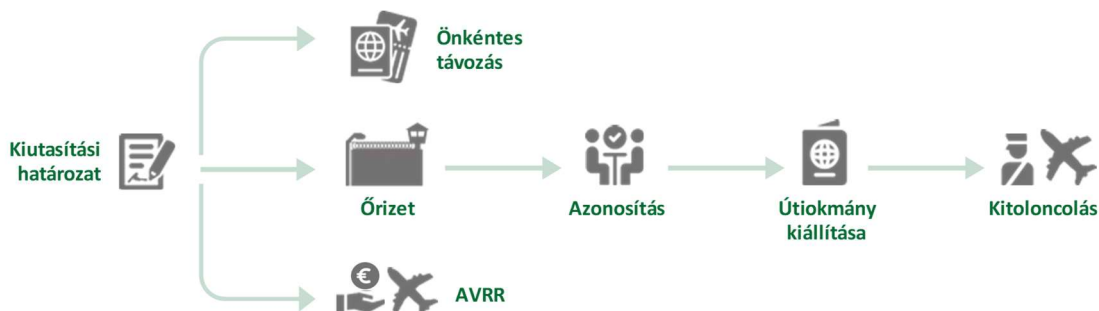 Önkéntes
távozás
Kiutasítási
határozat
Őrizet
Azonosítás
Útiokmány
kiállítása
Kitoloncolás
€
AVRR